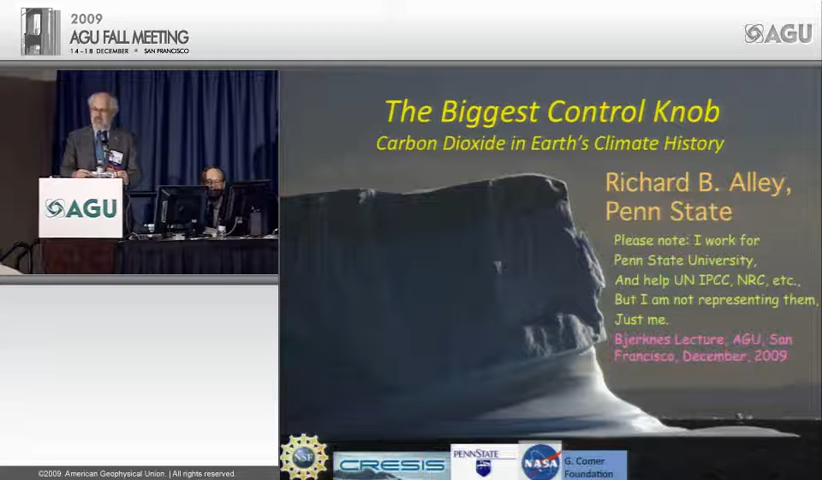 2009
AGU FALL MEETING
14-18 DECEMBER • SAN FRANCISCO
AGU
The Biggest Control Knob
Carbon Dioxide in Earth's Climate History
Richard B. Alley,
Penn State
Please note: I work for
Penn State University,
And help UN IPCC, NRC, etc.,
But I am not representing them,
Just me.
Bjerknes Lecture, AGU, San
Francisco, December, 2009
AGU
NSF
CReSIS
PENNSTATE
NASA
G. Comer
Foundation
©2009. American Geophysical Union. | All rights reserved.